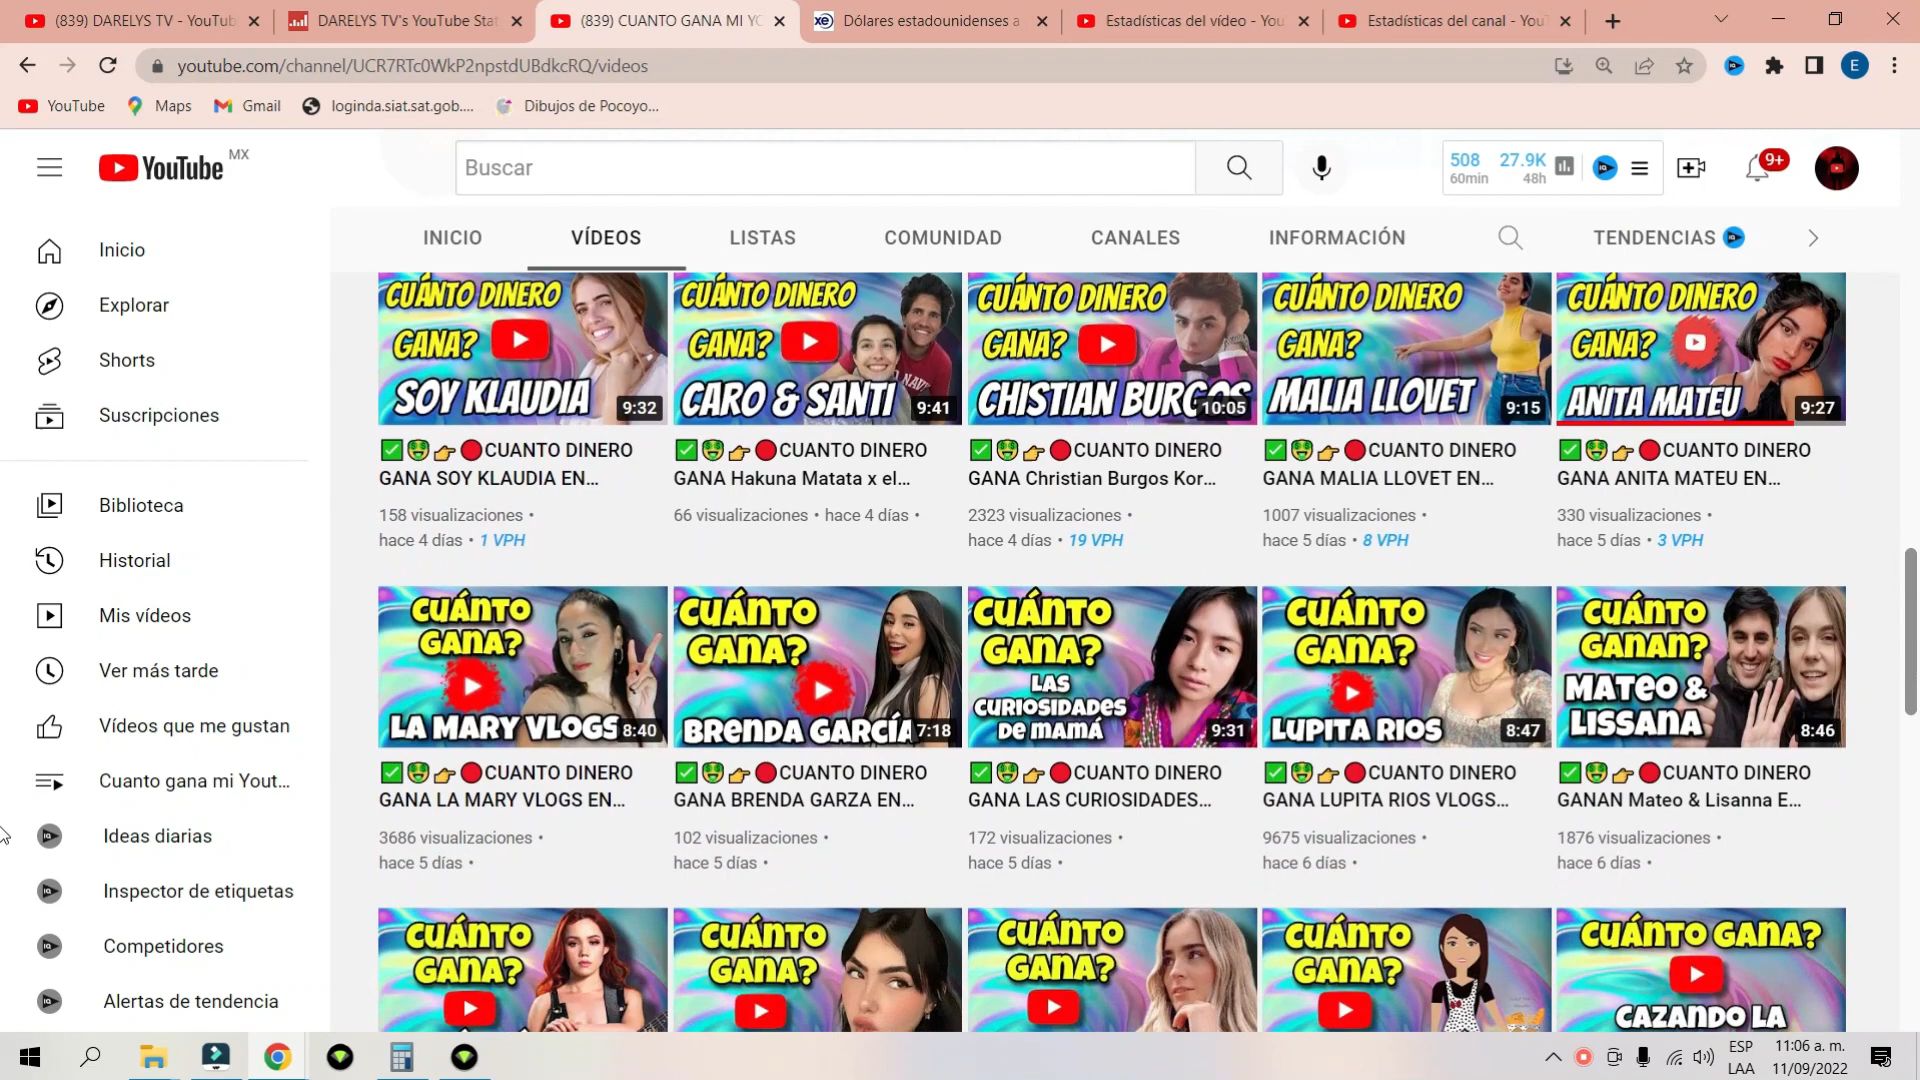 (839) DARELYS TV - YouTub
DARELYS TV's YouTube Stat
(839) CUANTO GANA MI YO
Dólares estadounidenses a
Estadísticas del vídeo - You
Estadísticas del canal - YouT
youtube.com/channel/UCR7RTc0WkP2npstdUBdkcRQ/videos
E
YouTube
Maps
Gmail
loginda.siat.sat.gob....
Dibujos de Pocoyo...
YouTube MX
Buscar
508 60min
27.9K 48h
9+
INICIO
VÍDEOS
LISTAS
COMUNIDAD
CANALES
INFORMACIÓN
TENDENCIAS
Inicio
Explorar
Shorts
Suscripciones
Biblioteca
Historial
Mis vídeos
Ver más tarde
Vídeos que me gustan
Cuanto gana mi Yout...
Ideas diarias
Inspector de etiquetas
Competidores
Alertas de tendencia
CUÁNTO DINERO
GANA?
SOY KLAUDIA
9:32
CUÁNTO DINERO
GANA?
CARO & SANTI
9:41
CUÁNTO DINERO
GANA?
CHISTIAN BURGOS
10:05
CUÁNTO DINERO
GANA?
MALIA LLOVET
9:15
CUÁNTO DINERO
GANA?
ANITA MATEU
9:27
✅🤑👉🔴CUANTO DINERO
GANA SOY KLAUDIA EN...
158 visualizaciones •
hace 4 días • 1 VPH
✅🤑👉🔴CUANTO DINERO
GANA Hakuna Matata x el...
66 visualizaciones • hace 4 días •
✅🤑👉🔴CUANTO DINERO
GANA Christian Burgos Kor...
2323 visualizaciones •
hace 4 días • 19 VPH
✅🤑👉🔴CUANTO DINERO
GANA MALIA LLOVET EN...
1007 visualizaciones •
hace 5 días • 8 VPH
✅🤑👉🔴CUANTO DINERO
GANA ANITA MATEU EN...
330 visualizaciones •
hace 5 días • 3 VPH
CUÁNTO
GANA?
LA MARY VLOGS
8:40
CUÁNTO
GANA?
BRENDA GARCÍA
7:18
CUÁNTO
GANA?
LAS
CURIOSIDADES
DE MAMÁ
9:31
CUÁNTO
GANA?
LUPITA RIOS
8:47
CUÁNTO
GANAN?
MATEO &
LISSANA
8:46
✅🤑👉🔴CUANTO DINERO
GANA LA MARY VLOGS EN...
3686 visualizaciones •
hace 5 días •
✅🤑👉🔴CUANTO DINERO
GANA BRENDA GARZA EN...
102 visualizaciones •
hace 5 días •
✅🤑👉🔴CUANTO DINERO
GANA LAS CURIOSIDADES...
172 visualizaciones •
hace 5 días •
✅🤑👉🔴CUANTO DINERO
GANA LUPITA RIOS VLOGS...
9675 visualizaciones •
hace 6 días •
✅🤑👉🔴CUANTO DINERO
GANAN Mateo & Lisanna E...
1876 visualizaciones •
hace 6 días •
CUÁNTO
GANA?
CUÁNTO
GANA?
CUÁNTO
GANA?
CUÁNTO
GANA?
CUÁNTO GANA?
CAZANDO LA
ESP
LAA
11:06 a. m.
11/09/2022